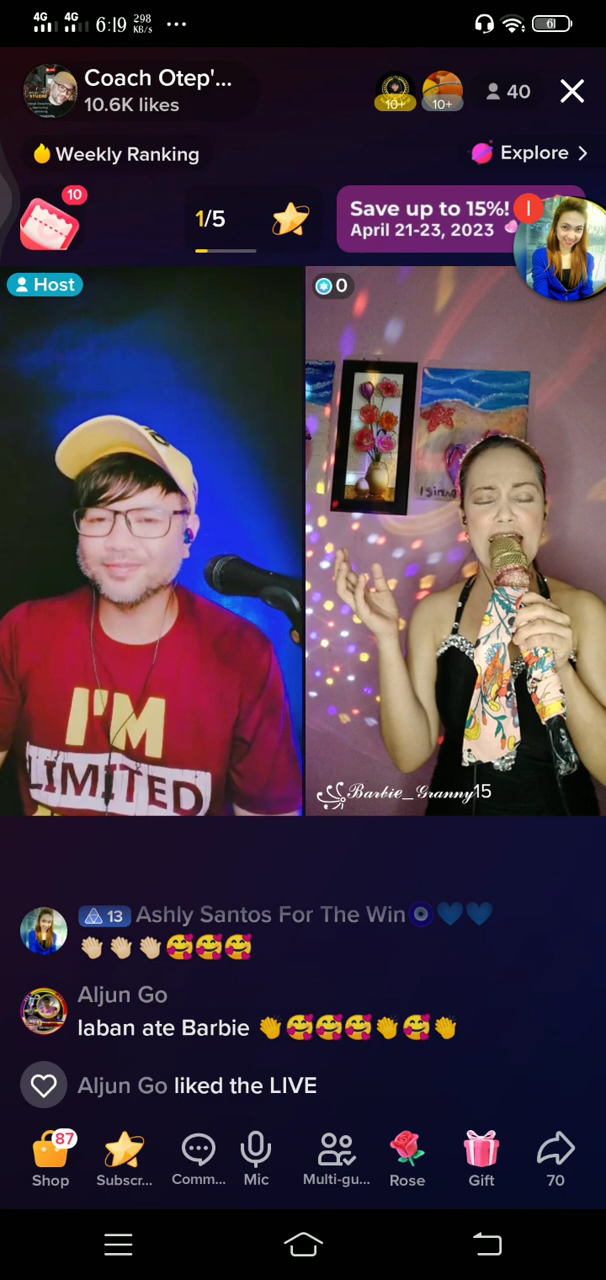 4G 4G 6:19 298 KB/s ... 61
Coach Otep'...
10.6K likes
10+
10+
40
Weekly Ranking
Explore
10
1/5
Save up to 15%!
April 21-23, 2023
Host
0
I'M
LIMITED
Barbie_Granny15
13 Ashly Santos For The Win🧿💙💙
👏🏼👏🏼👏🏼🥰🥰🥰
Aljun Go
laban ate Barbie 👏🥰🥰🥰👏🥰👏
Aljun Go liked the LIVE
87
Shop
Subscr...
Comm...
Mic
Multi-gu...
Rose
Gift
70